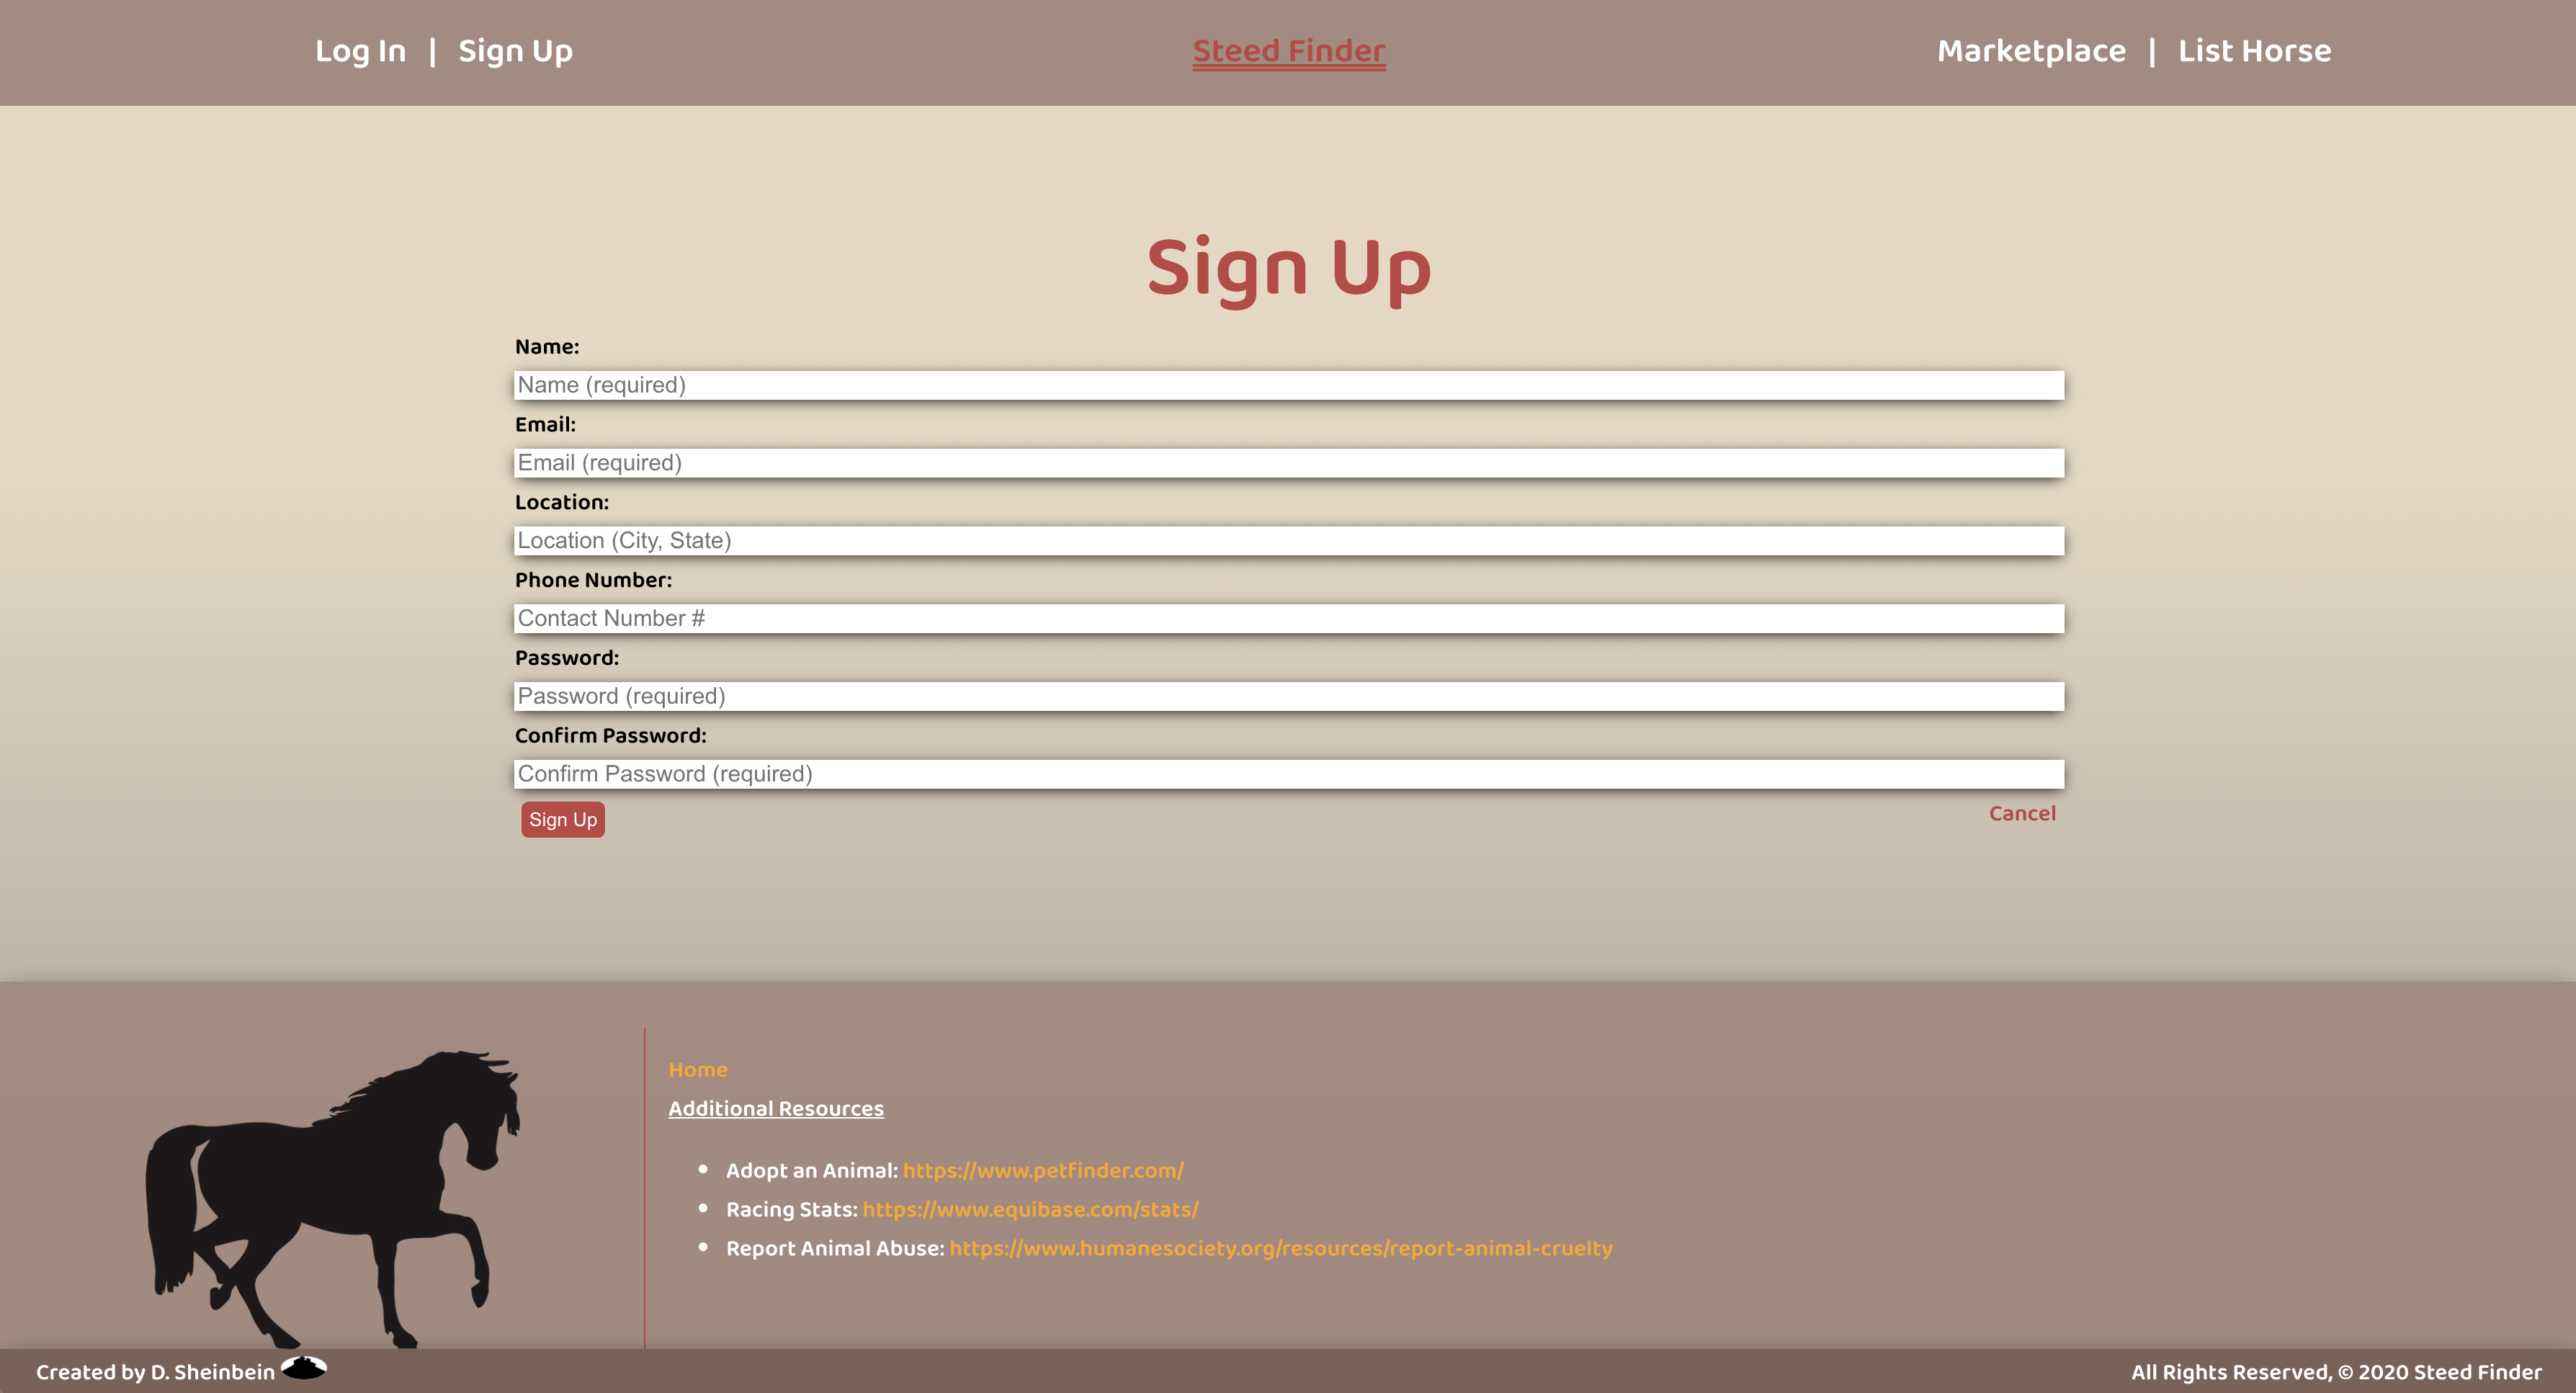 Log In | Sign Up
Steed Finder
Marketplace | List Horse
Sign Up
Name:
Name (required)
Email:
Email (required)
Location:
Location (City, State)
Phone Number:
Contact Number #
Password:
Password (required)
Confirm Password:
Confirm Password (required)
Sign Up
Cancel
Home
Additional Resources
• Adopt an Animal: https://www.petfinder.com/
• Racing Stats: https://www.equibase.com/stats/
• Report Animal Abuse: https://www.humanesociety.org/resources/report-animal-cruelty
Created by D. Sheinbein
All Rights Reserved, © 2020 Steed Finder